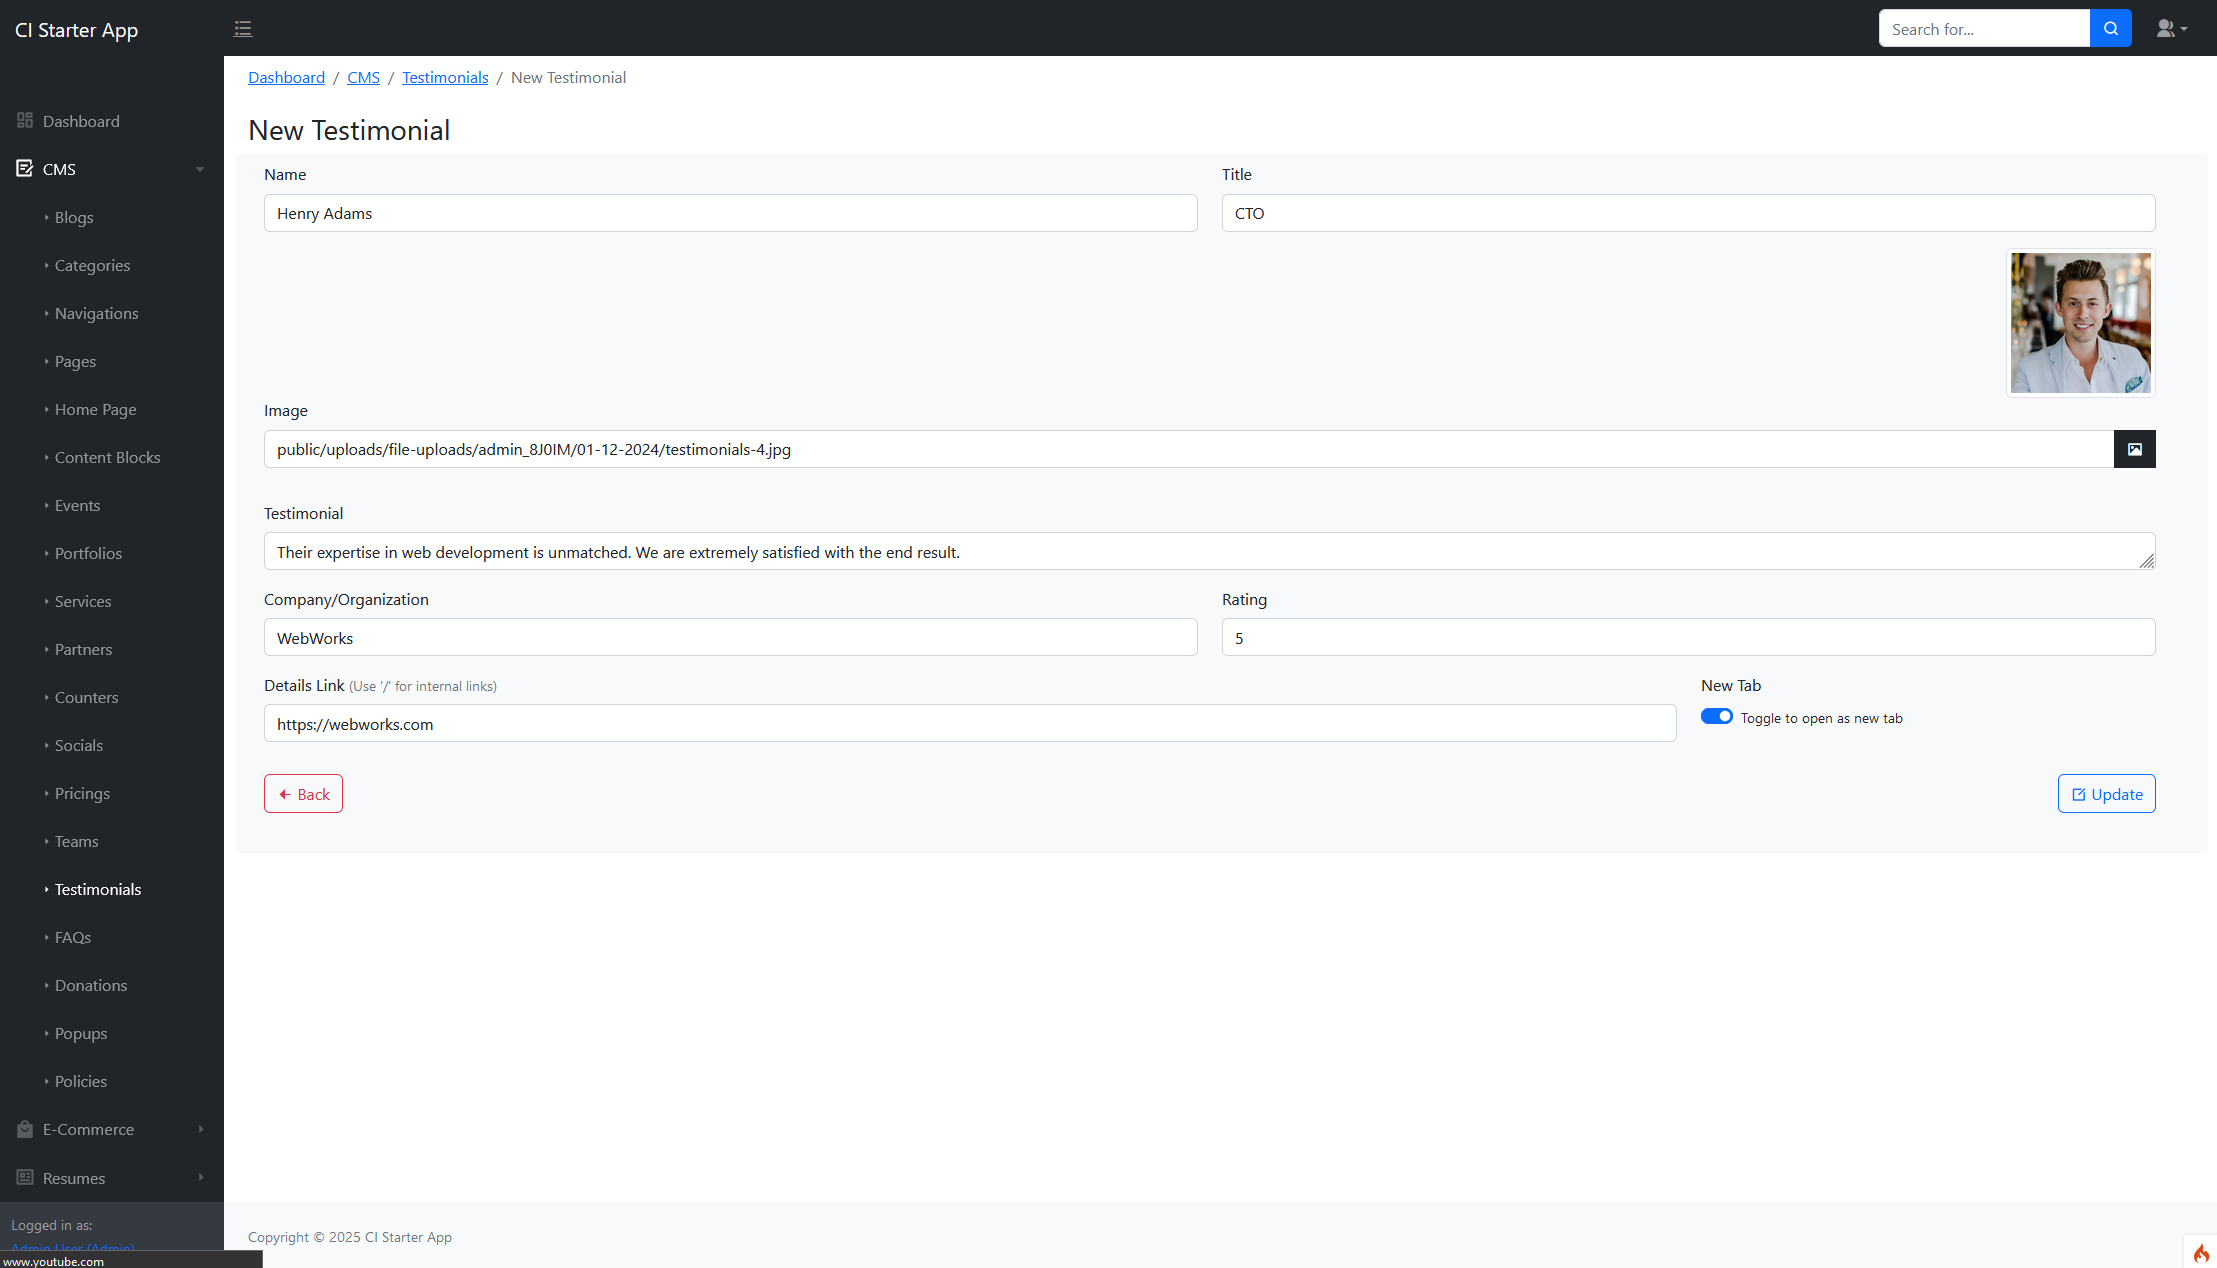 CI Starter App
Search for...
Dashboard / CMS / Testimonials / New Testimonial
Dashboard
CMS
Blogs
Categories
Navigations
Pages
Home Page
Content Blocks
Events
Portfolios
Services
Partners
Counters
Socials
Pricings
Teams
Testimonials
FAQs
Donations
Popups
Policies
E-Commerce
Resumes
Logged in as:
Admin User (Admin)
www.youtube.com
New Testimonial
Name
Henry Adams
Title
CTO
Image
public/uploads/file-uploads/admin_8J0IM/01-12-2024/testimonials-4.jpg
Testimonial
Their expertise in web development is unmatched. We are extremely satisfied with the end result.
Company/Organization
WebWorks
Rating
5
Details Link (Use '/' for internal links)
https://webworks.com
New Tab
Toggle to open as new tab
Back
Update
Copyright © 2025 CI Starter App